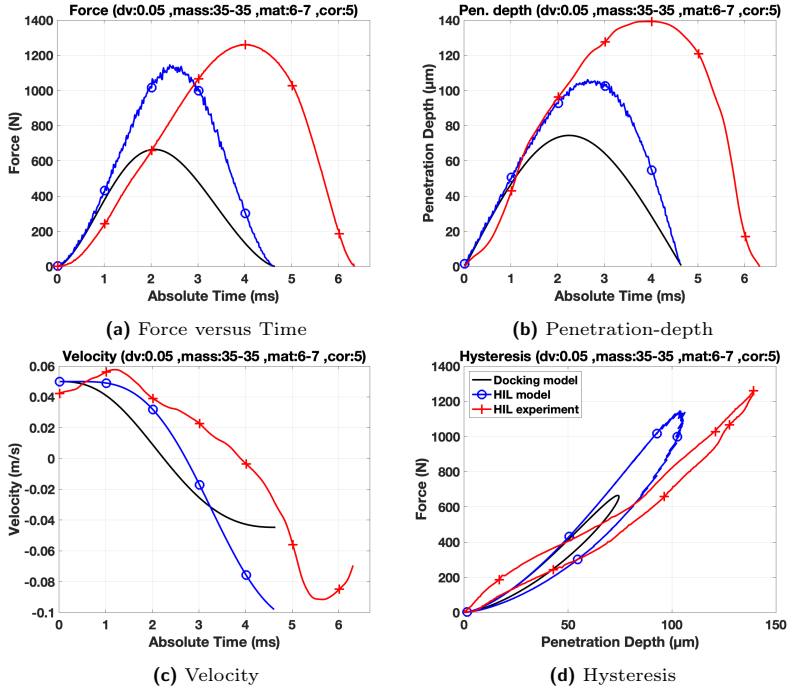 Force (dv:0.05 ,mass:35-35 ,mat:6-7 ,cor:5)
1400
1200
1000
800
600
400
200
0
Force (N)
0 1 2 3 4 5 6
Absolute Time (ms)
(a) Force versus Time
Pen. depth (dv:0.05 ,mass:35-35 ,mat:6-7 ,cor:5)
140
120
100
80
60
40
20
0
Penetration Depth (µm)
0 1 2 3 4 5 6
Absolute Time (ms)
(b) Penetration-depth
Velocity (dv:0.05 ,mass:35-35 ,mat:6-7 ,cor:5)
0.06
0.04
0.02
0
-0.02
-0.04
-0.06
-0.08
-0.1
Velocity (m/s)
0 1 2 3 4 5 6
Absolute Time (ms)
(c) Velocity
Hysteresis (dv:0.05 ,mass:35-35 ,mat:6-7 ,cor:5)
Docking model
HIL model
HIL experiment
1400
1200
1000
800
600
400
200
0
Force (N)
0 50 100 150
Penetration Depth (µm)
(d) Hysteresis